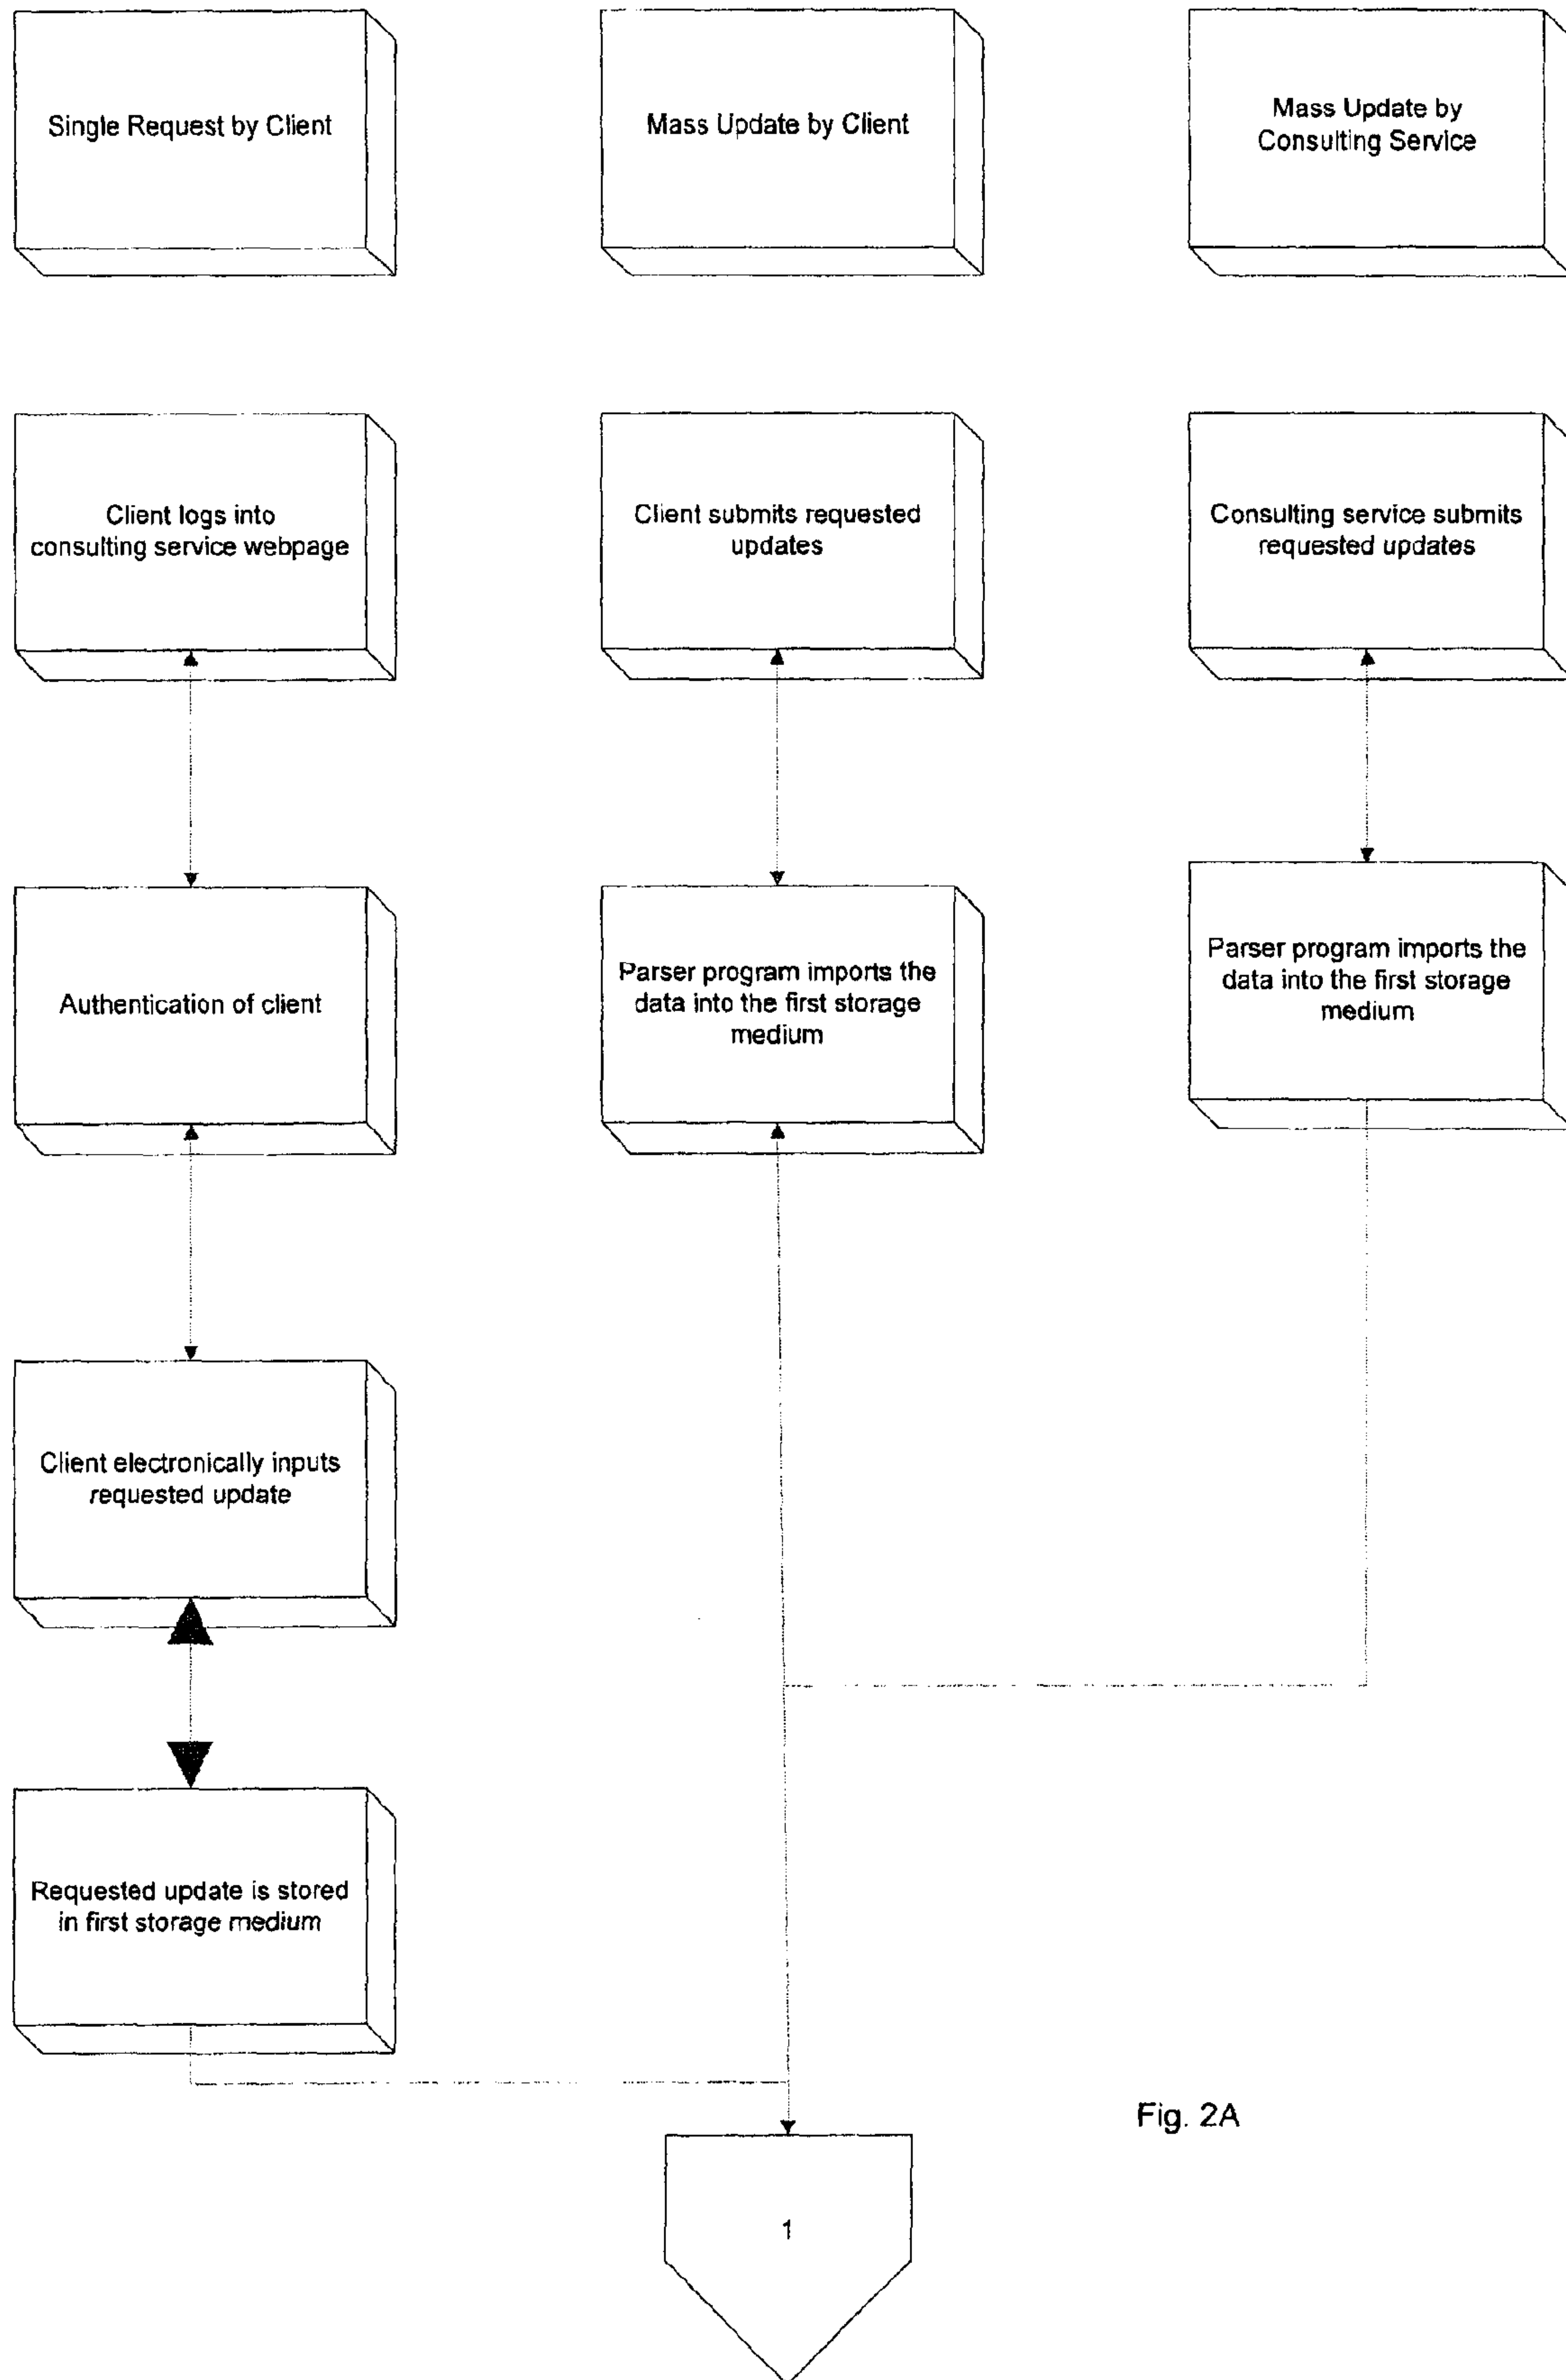 Single Request by Client
Mass Update by Client
Mass Update by
Consulting Service
Client logs into
consulting service webpage
Client submits requested
updates
Consulting service submits
requested updates
Authentication of client
Parser program imports the
data into the first storage
medium
Parser program imports the
data into the first storage
medium
Client electronically inputs
requested update
Requested update is stored
in first storage medium
Fig. 2A
1